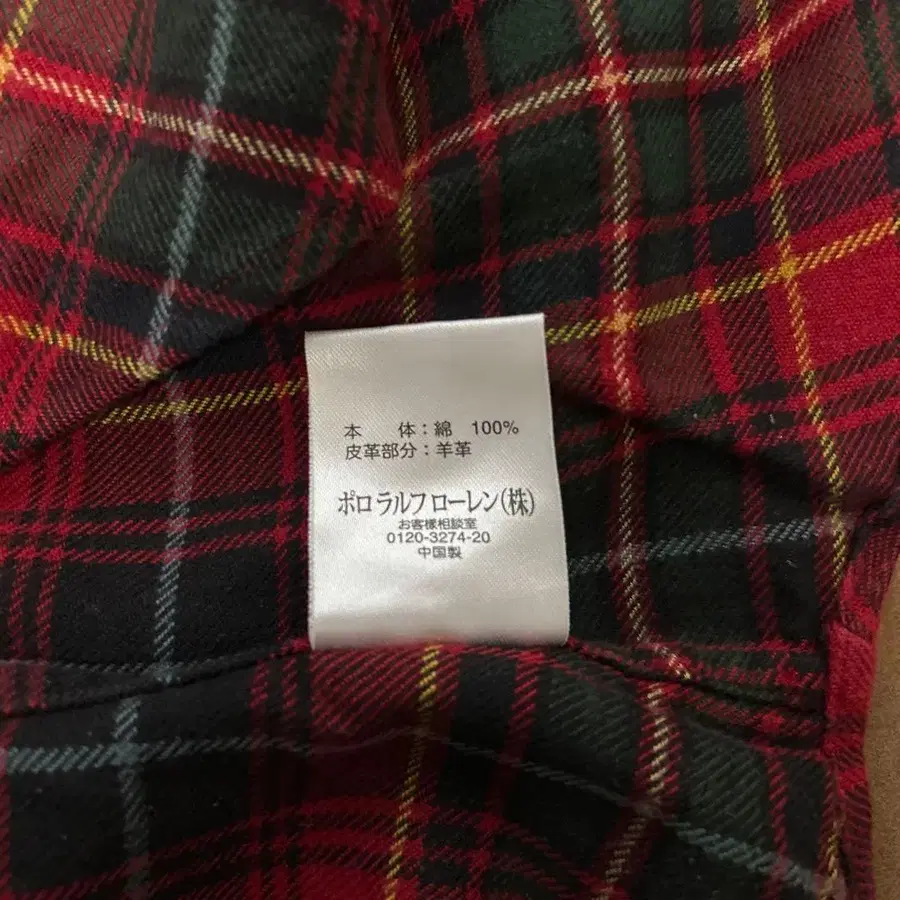 本　体：綿 100%
皮革部分：羊革
ポロ ラルフ ローレン(株)
お客様相談室
0120-3274-20
中国製